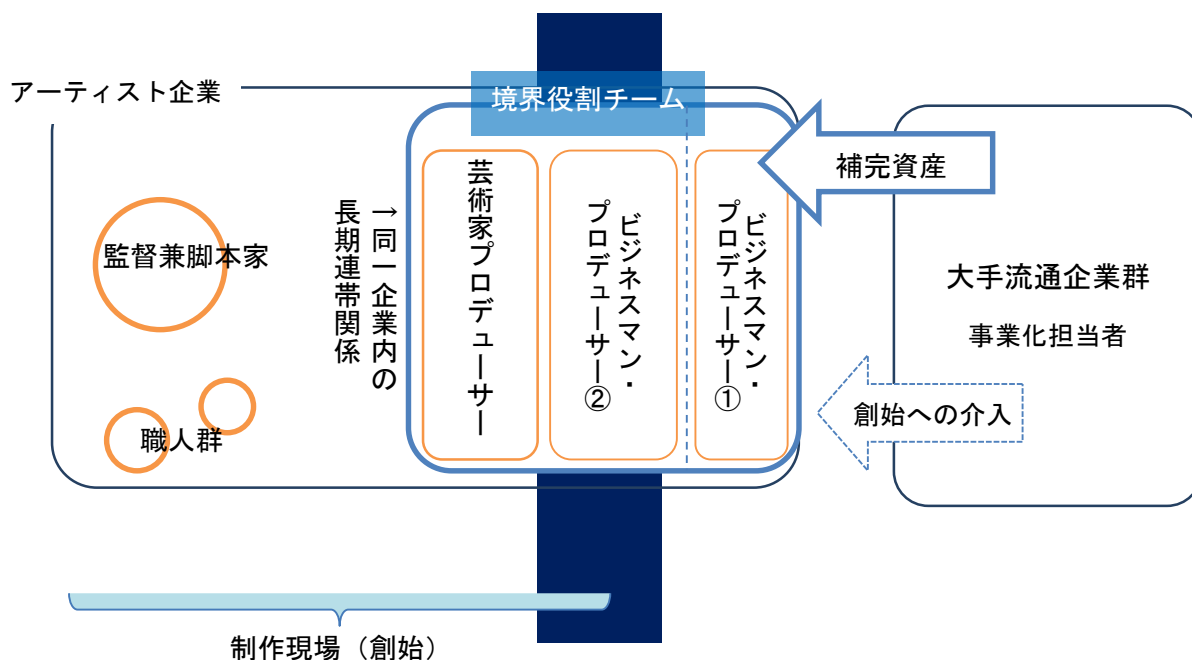 アーティスト企業
境界役割チーム
監督兼脚本家
職人群
→同一企業内の
長期連帯関係
芸術家プロデューサー
ビジネスマン・
プロデューサー②
ビジネスマン・
プロデューサー①
補完資産
大手流通企業群
事業化担当者
創始への介入
制作現場（創始）